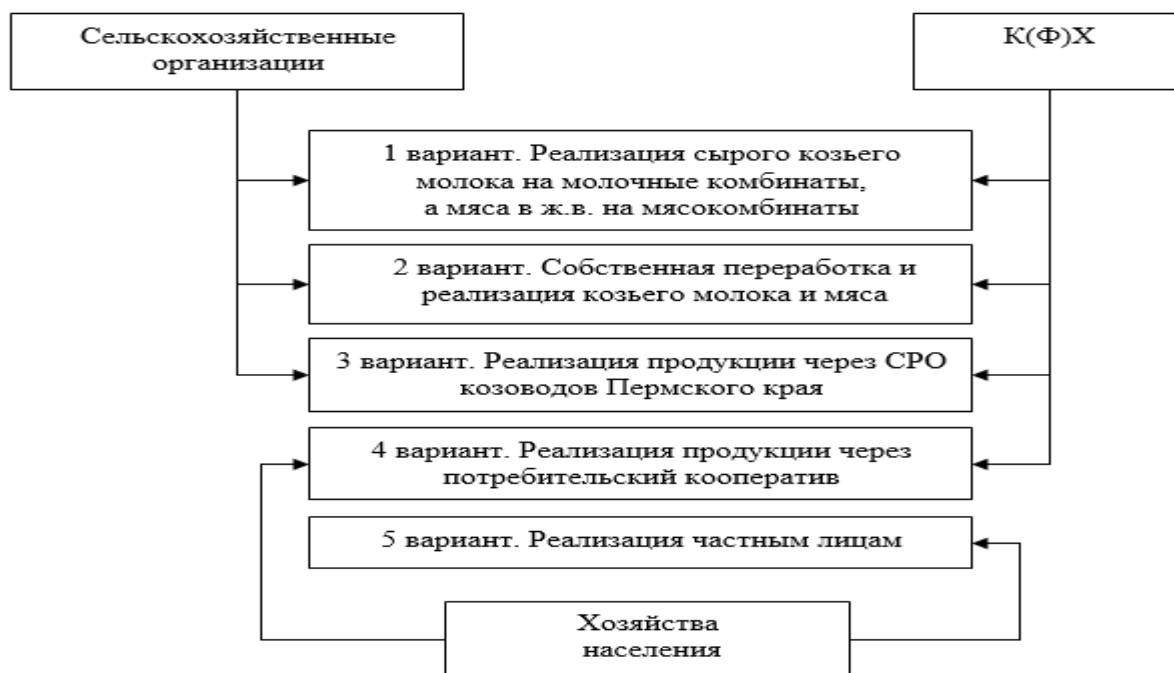 Сельскохозяйственные
организации
К(Ф)Х
1 вариант. Реализация сырого козьего
молока на молочные комбинаты,
а мяса в ж.в. на мясокомбинаты
2 вариант. Собственная переработка и
реализация козьего молока и мяса
3 вариант. Реализация продукции через СРО
козоводов Пермского края
4 вариант. Реализация продукции через
потребительский кооператив
5 вариант. Реализация частным лицам
Хозяйства
населения